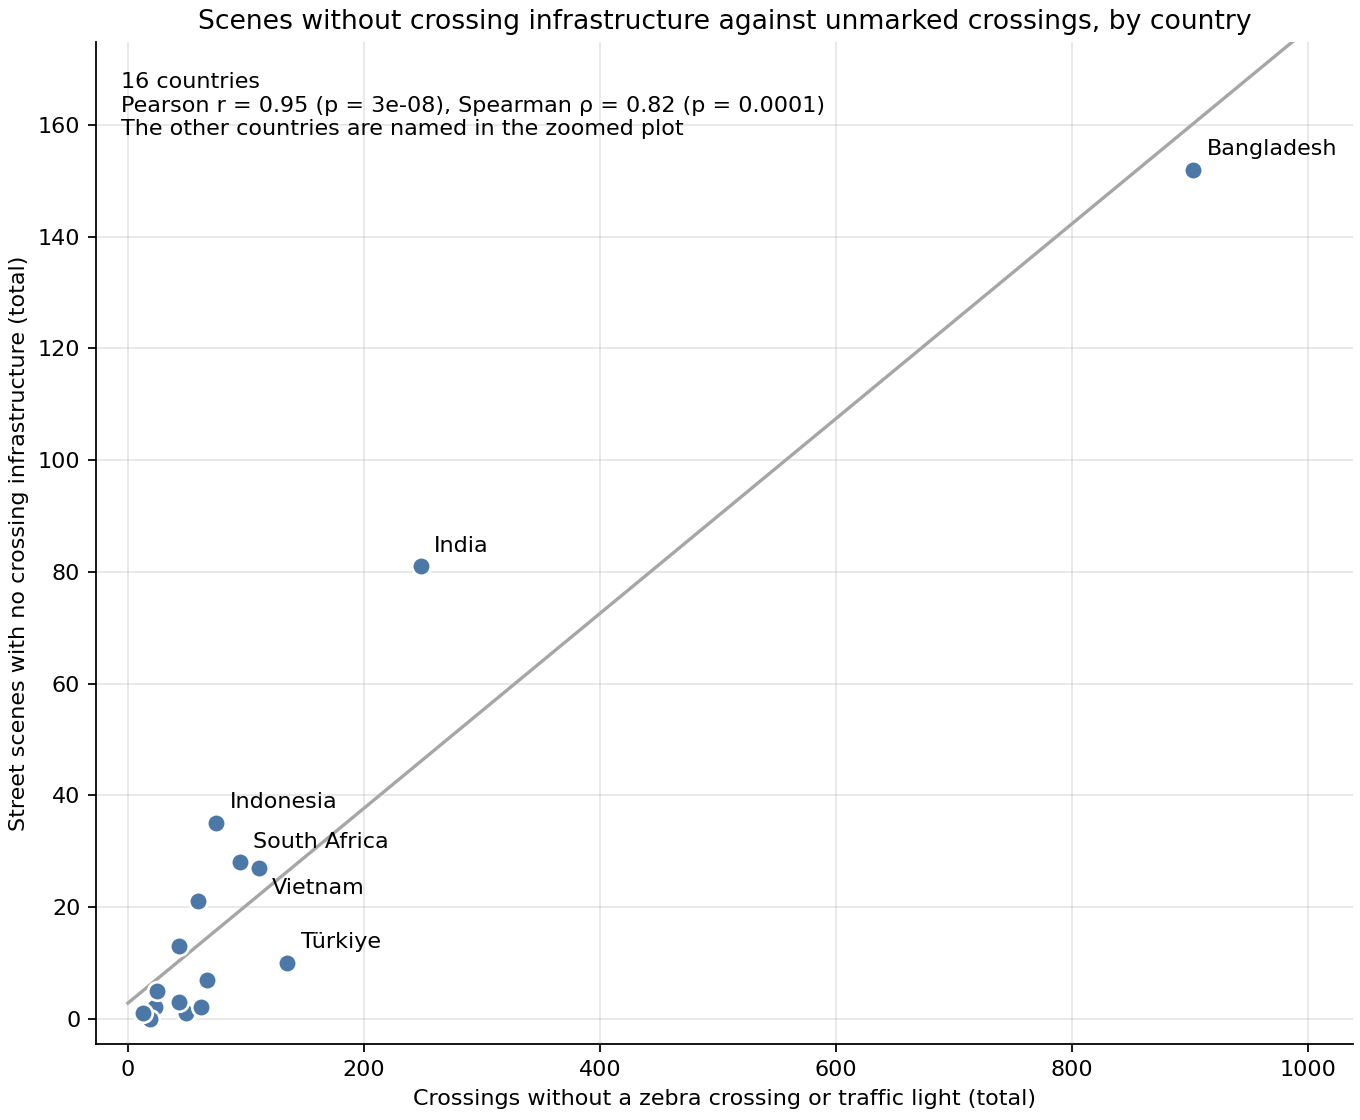 Scenes without crossing infrastructure against unmarked crossings, by country
16 countries
Pearson r = 0.95 (p = 3e-08), Spearman ρ = 0.82 (p = 0.0001)
The other countries are named in the zoomed plot
Street scenes with no crossing infrastructure (total)
160
140
120
100
80
60
40
20
0
Bangladesh
India
Indonesia
South Africa
Vietnam
Türkiye
0
200
400
600
800
1000
Crossings without a zebra crossing or traffic light (total)